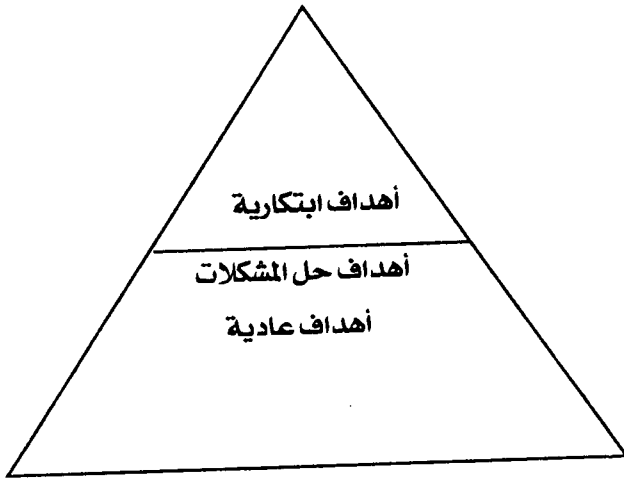 أهداف ابتكارية
أهداف حل المشكلات
أهداف عادية